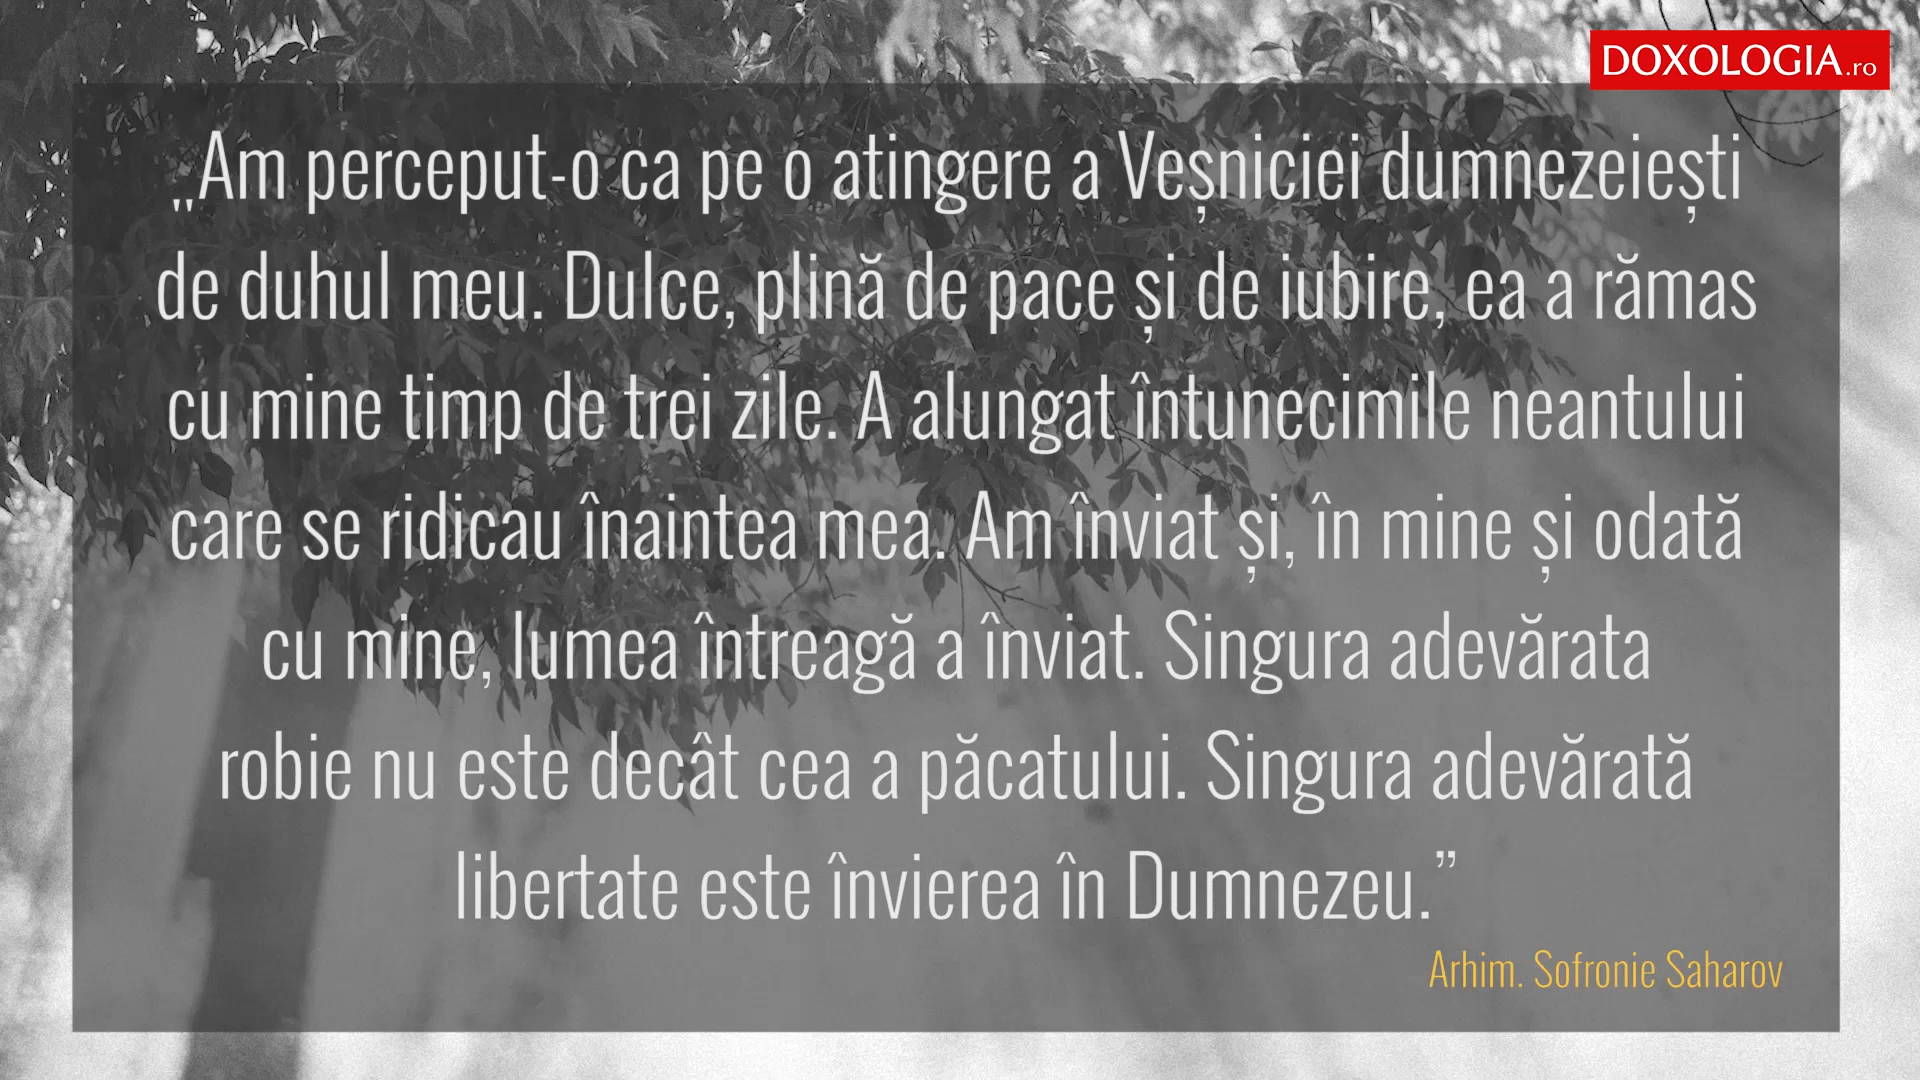 DOXOLOGIA.ro
„Am perceput-o ca pe o atingere a Veșniciei dumnezeiești
de duhul meu. Dulce, plină de pace și de iubire, ea a rămas
cu mine timp de trei zile. A alungat întunecimile neantului
care se ridicau înaintea mea. Am înviat și, în mine și odată
cu mine, lumea întreagă a înviat. Singura adevărata
robie nu este decât cea a păcatului. Singura adevărată
libertate este învierea în Dumnezeu.”
Arhim. Sofronie Saharov